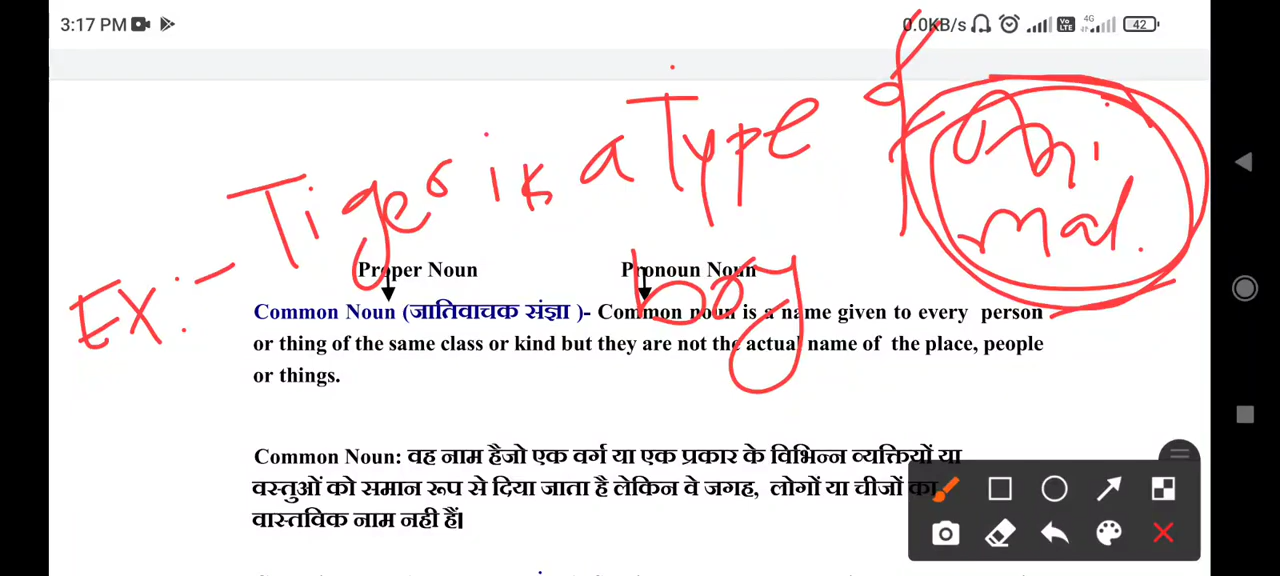 3:17 PM
0.0KB/s Vo LTE 4G 42
Ex:- Tiger is a Type of
animal.
boy
Proper Noun Pronoun Noun
Common Noun (जातिवाचक संज्ञा )- Common noun is a name given to every person
or thing of the same class or kind but they are not the actual name of the place, people
or things.
Common Noun: वह नाम हैजो एक वर्ग या एक प्रकार के विभिन्न व्यक्तियों या
वस्तुओं को समान रूप से दिया जाता है लेकिन वे जगह, लोगों या चीजों का
वास्तविक नाम नही हैं।